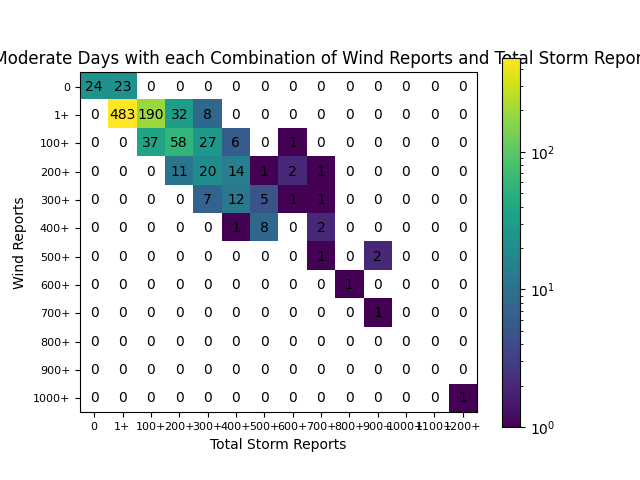 Moderate Days with each Combination of Wind Reports and Total Storm Repor
0 24 23 0 0 0 0 0 0 0 0 0 0 0 0
1+ 0 483 190 32 8 0 0 0 0 0 0 0 0 0
100+ 0 0 37 58 27 6 0 1 0 0 0 0 0 0
200+ 0 0 0 11 20 14 1 2 1 0 0 0 0 0
300+ 0 0 0 0 7 12 5 1 1 0 0 0 0 0
400+ 0 0 0 0 0 1 8 0 2 0 0 0 0 0
500+ 0 0 0 0 0 0 0 0 1 0 2 0 0 0
600+ 0 0 0 0 0 0 0 0 0 1 0 0 0 0
700+ 0 0 0 0 0 0 0 0 0 0 1 0 0 0
800+ 0 0 0 0 0 0 0 0 0 0 0 0 0 0
900+ 0 0 0 0 0 0 0 0 0 0 0 0 0 0
1000+ 0 0 0 0 0 0 0 0 0 0 0 0 0 1
0 1+ 100+ 200+ 300+ 400+ 500+ 600+ 700+ 800+ 900+ 1000+ 1100+ 1200+
Total Storm Reports
Wind Reports
10²
10¹
10⁰